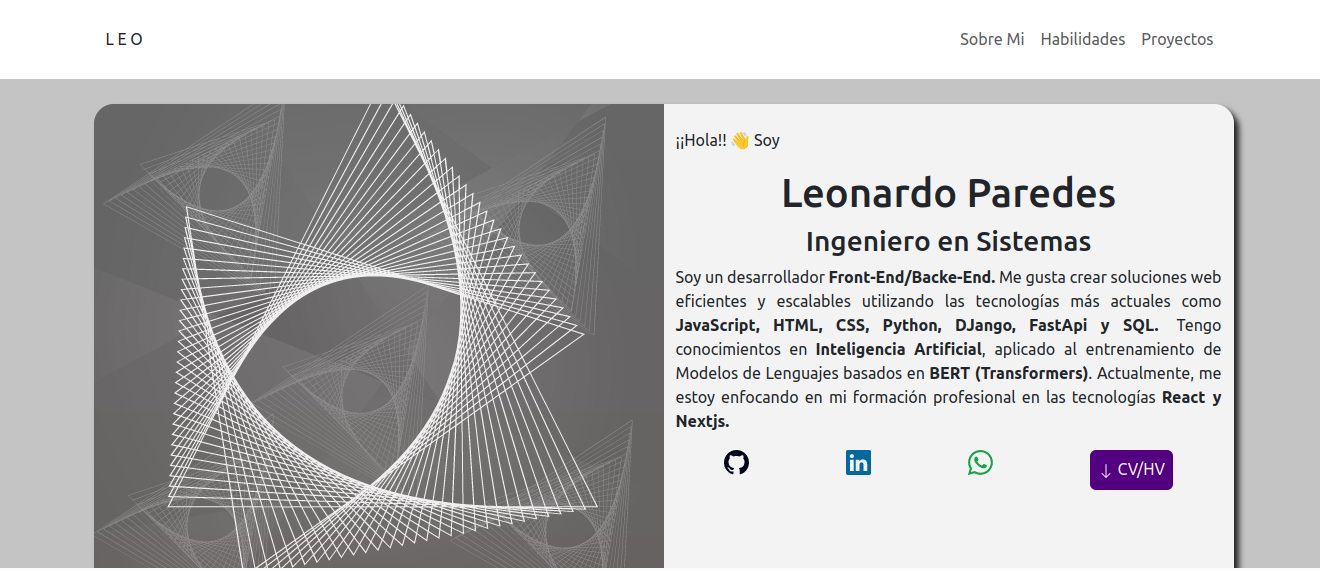 LEO
Sobre Mi Habilidades Proyectos
¡¡Hola!! 👋 Soy
Leonardo Paredes
Ingeniero en Sistemas
Soy un desarrollador Front-End/Backe-End. Me gusta crear soluciones web
eficientes y escalables utilizando las tecnologías más actuales como
JavaScript, HTML, CSS, Python, DJango, FastApi y SQL. Tengo
conocimientos en Inteligencia Artificial, aplicado al entrenamiento de
Modelos de Lenguajes basados en BERT (Transformers). Actualmente, me
estoy enfocando en mi formación profesional en las tecnologías React y
Nextjs.
in
↓ CV/HV